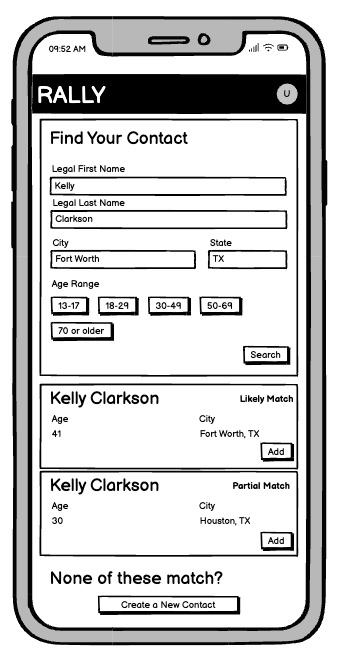 09:52 AM
RALLY
U
Find Your Contact
Legal First Name
Kelly
Legal Last Name
Clarkson
City State
Fort Worth TX
Age Range
13-17 18-29 30-49 50-69
70 or older
Search
Kelly Clarkson Likely Match
Age City
41 Fort Worth, TX
Add
Kelly Clarkson Partial Match
Age City
30 Houston, TX
Add
None of these match?
Create a New Contact